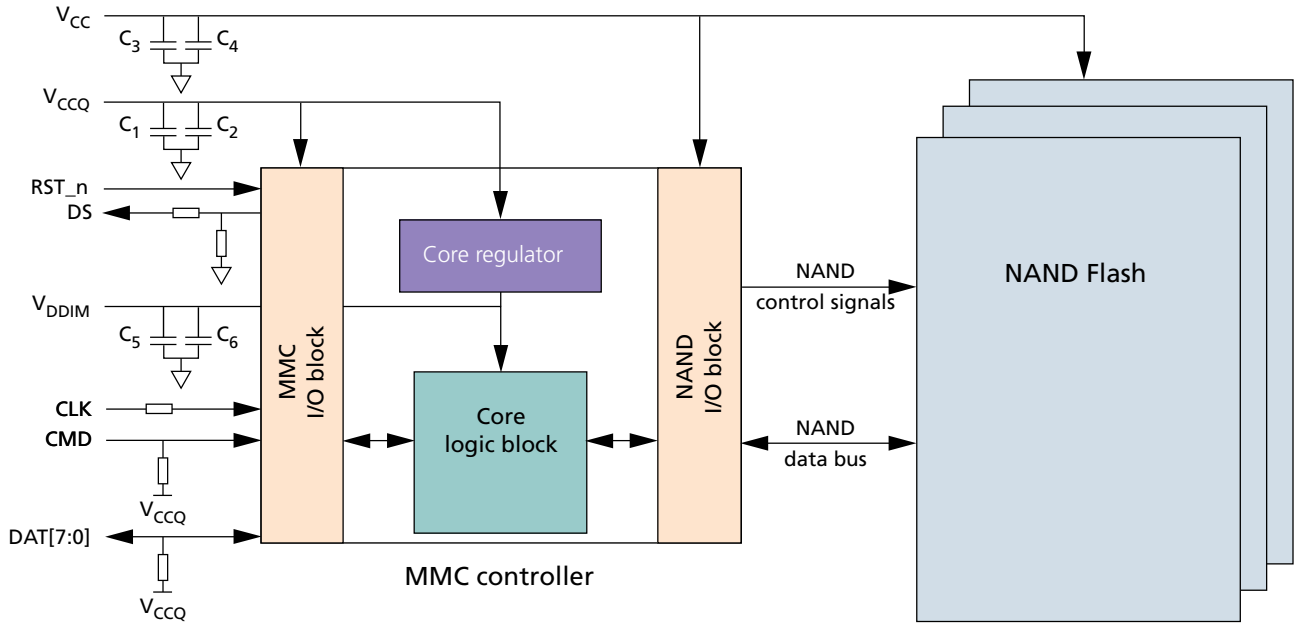 VCC
C3
C4
VCCQ
C1
C2
RST_n
DS
Core regulator
VDDIM
C5
C6
MMC
I/O block
NAND
I/O block
NAND
control signals
NAND Flash
CLK
CMD
Core
logic block
NAND
data bus
VCCQ
DAT[7:0]
MMC controller
VCCQ